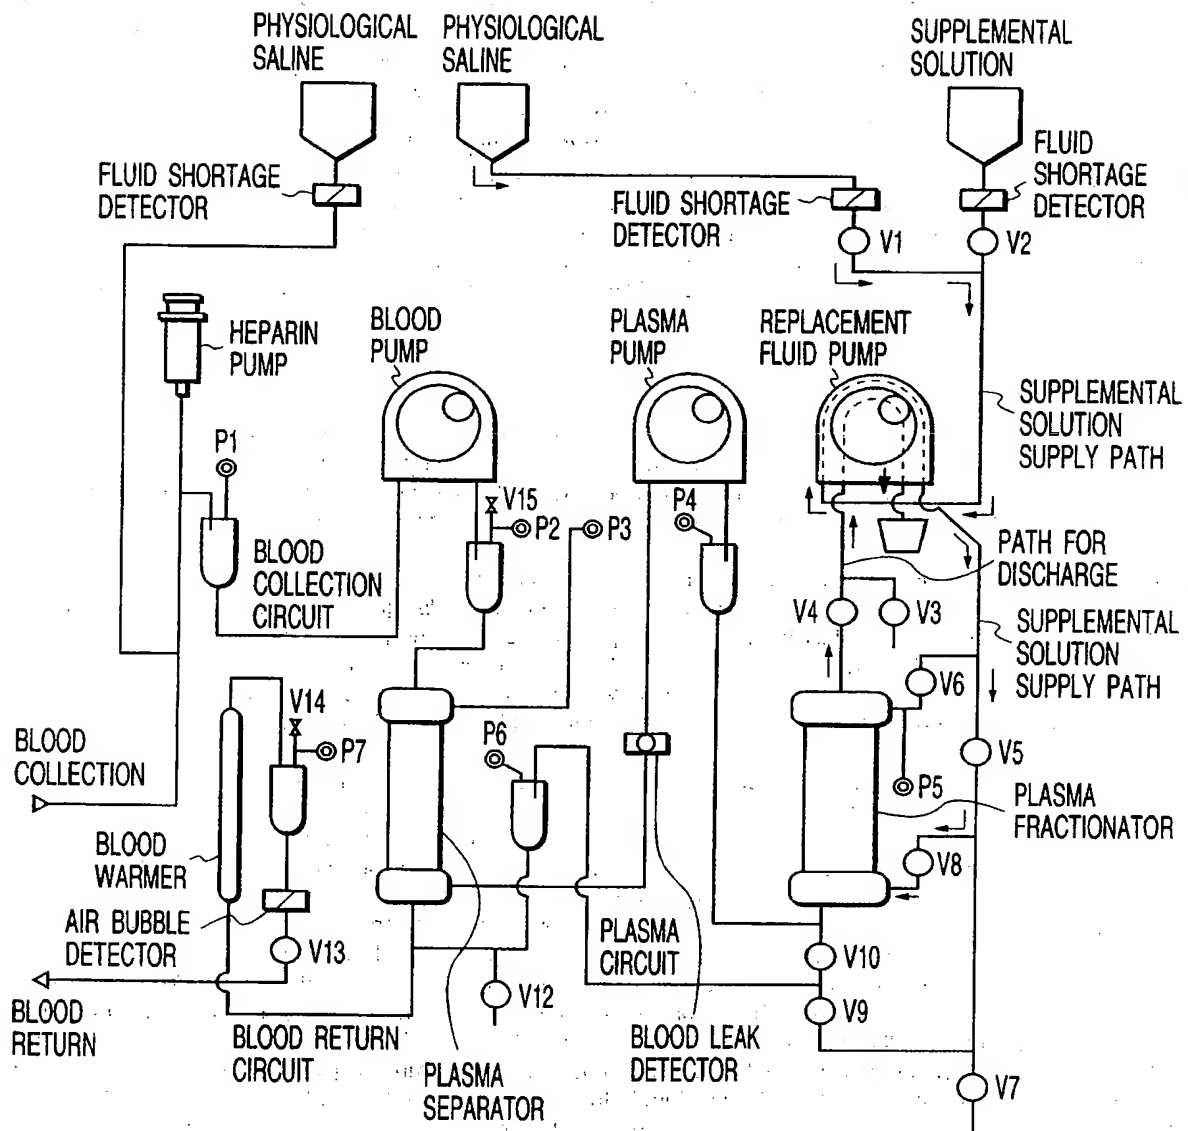 PHYSIOLOGICAL
SALINE
PHYSIOLOGICAL
SALINE
SUPPLEMENTAL
SOLUTION
FLUID SHORTAGE
DETECTOR
FLUID SHORTAGE
DETECTOR
FLUID
SHORTAGE
DETECTOR
V1
V2
HEPARIN
PUMP
BLOOD
PUMP
PLASMA
PUMP
REPLACEMENT
FLUID PUMP
SUPPLEMENTAL
SOLUTION
SUPPLY PATH
P1
V15
P2
P3
P4
BLOOD
COLLECTION
CIRCUIT
PATH FOR
DISCHARGE
V4
V3
SUPPLEMENTAL
SOLUTION
SUPPLY PATH
V6
V14
P7
P6
BLOOD
COLLECTION
V5
P5
PLASMA
FRACTIONATOR
BLOOD
WARMER
V8
AIR BUBBLE
DETECTOR
V13
PLASMA
CIRCUIT
V10
V12
V9
BLOOD
RETURN
BLOOD RETURN
CIRCUIT
BLOOD LEAK
DETECTOR
PLASMA
SEPARATOR
V7